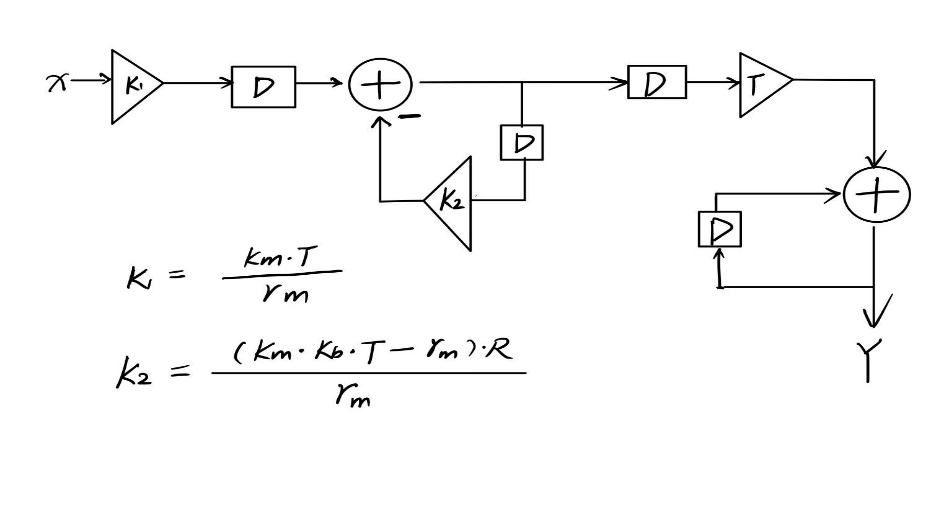 x K₁ D + D T
− D
K₂ D +
K₁ = Km·T / rm
Y
K₂ = (Km·Kb·T − rm)·R / rm